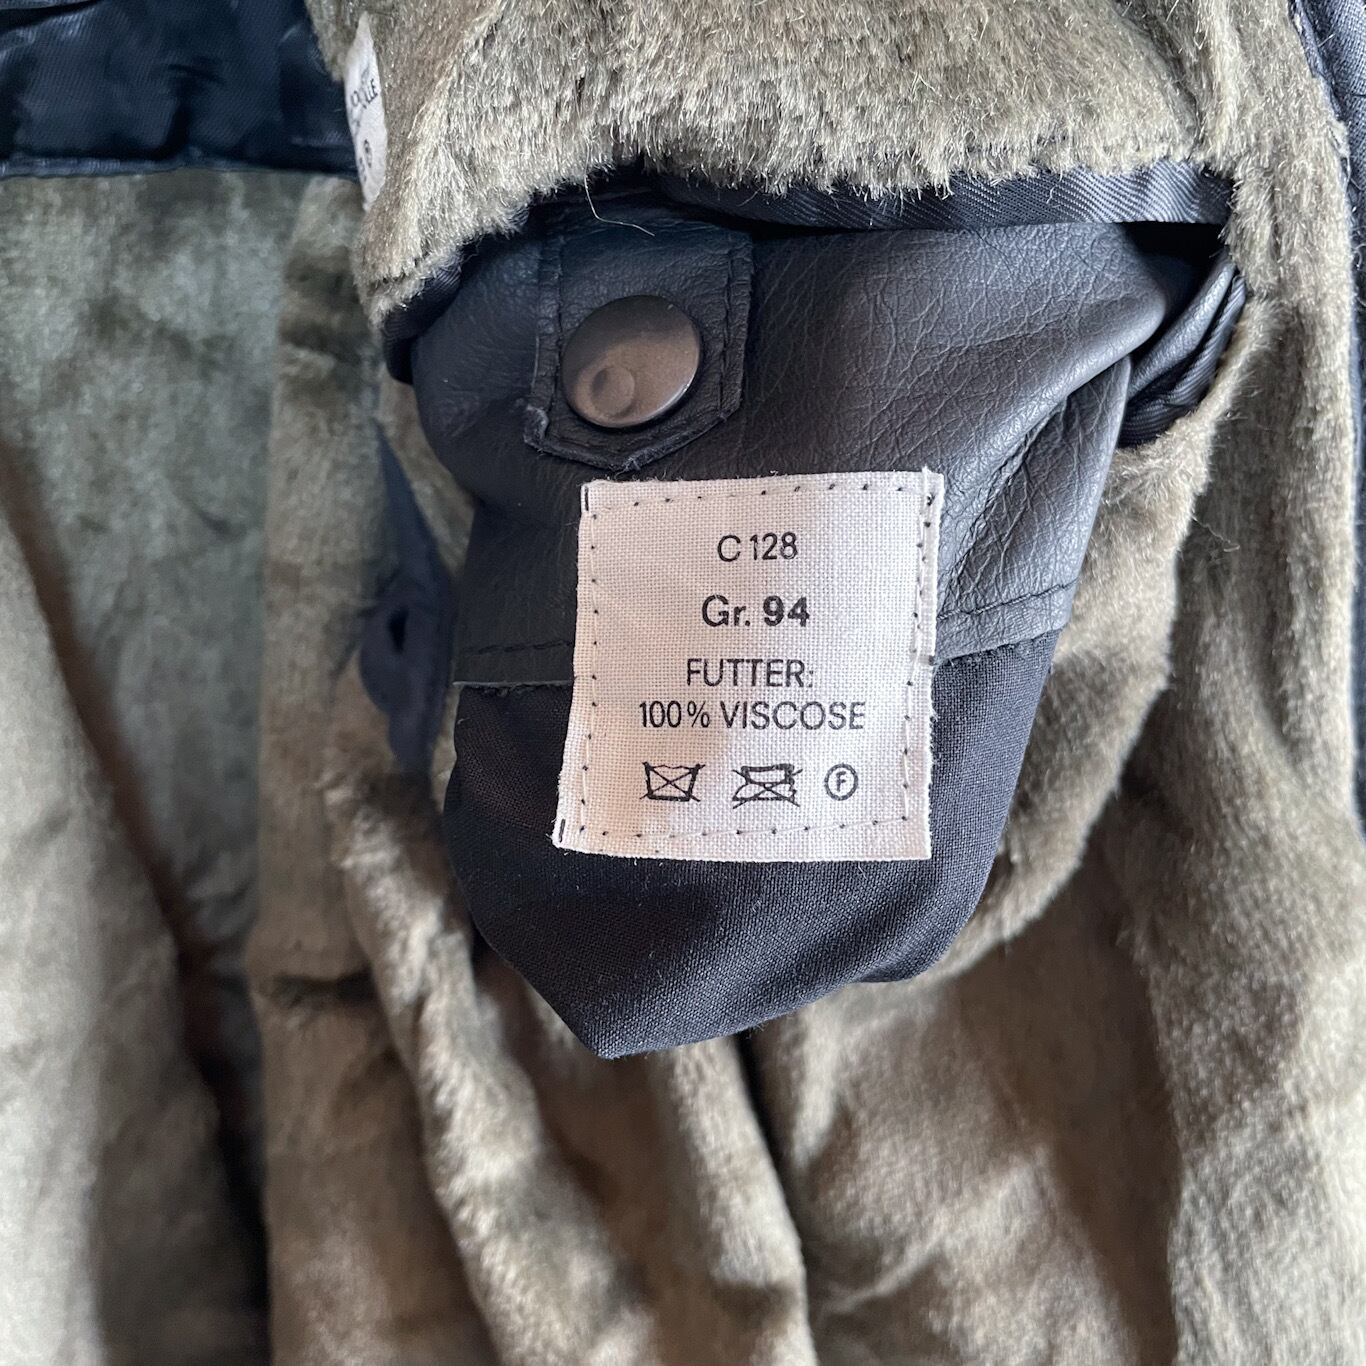 C 128
Gr. 94
FUTTER:
100% VISCOSE
F